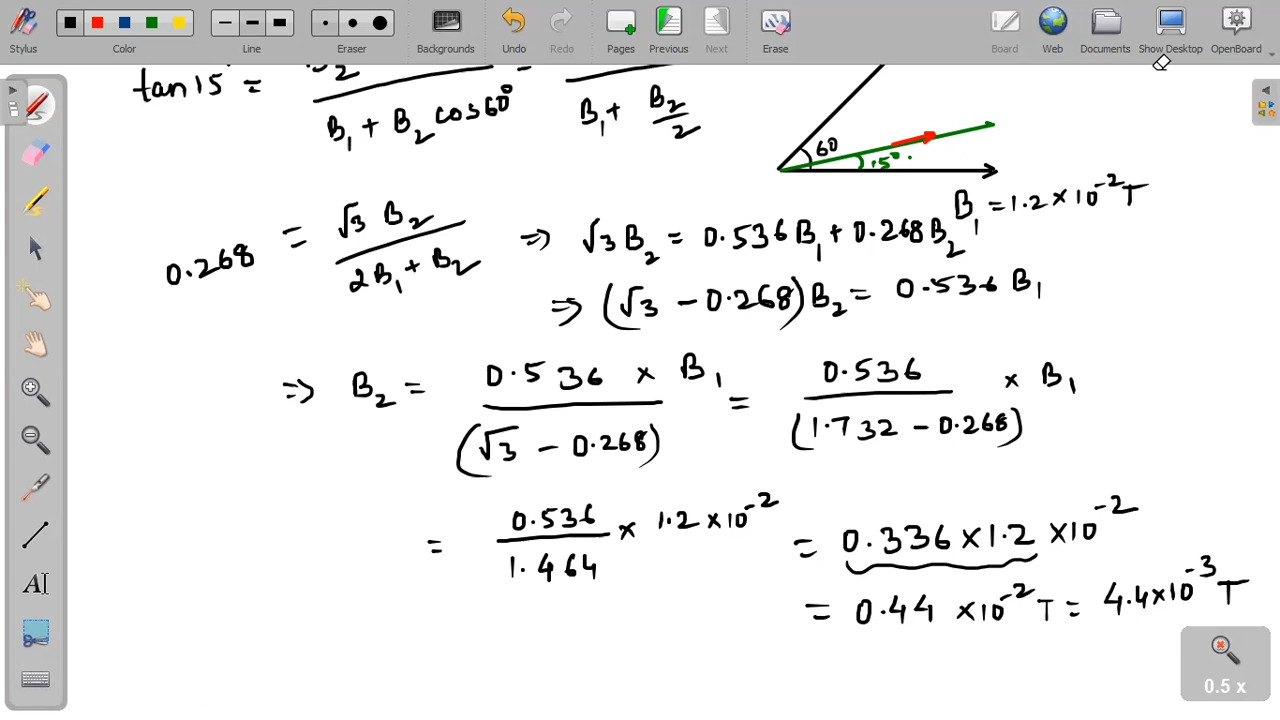 Stylus Color Line Eraser Backgrounds Undo Redo Pages Previous Next Erase Board Web Documents Show Desktop OpenBoard
tan15° = B₂ / (B₁ + B₂ cos60°) = / (B₁ + B₂/2)
60
15°
B₁ = 1.2 × 10⁻² T
0.268 = √3 B₂ / (2B₁ + B₂) ⇒ √3 B₂ = 0.536 B₁ + 0.268 B₂
⇒ (√3 − 0.268) B₂ = 0.536 B₁
⇒ B₂ = 0.536 × B₁ / (√3 − 0.268) = 0.536 / (1.732 − 0.268) × B₁
= 0.536 / 1.464 × 1.2 × 10⁻² = 0.336 × 1.2 × 10⁻²
= 0.44 × 10⁻² T = 4.4 × 10⁻³ T
0.5 x